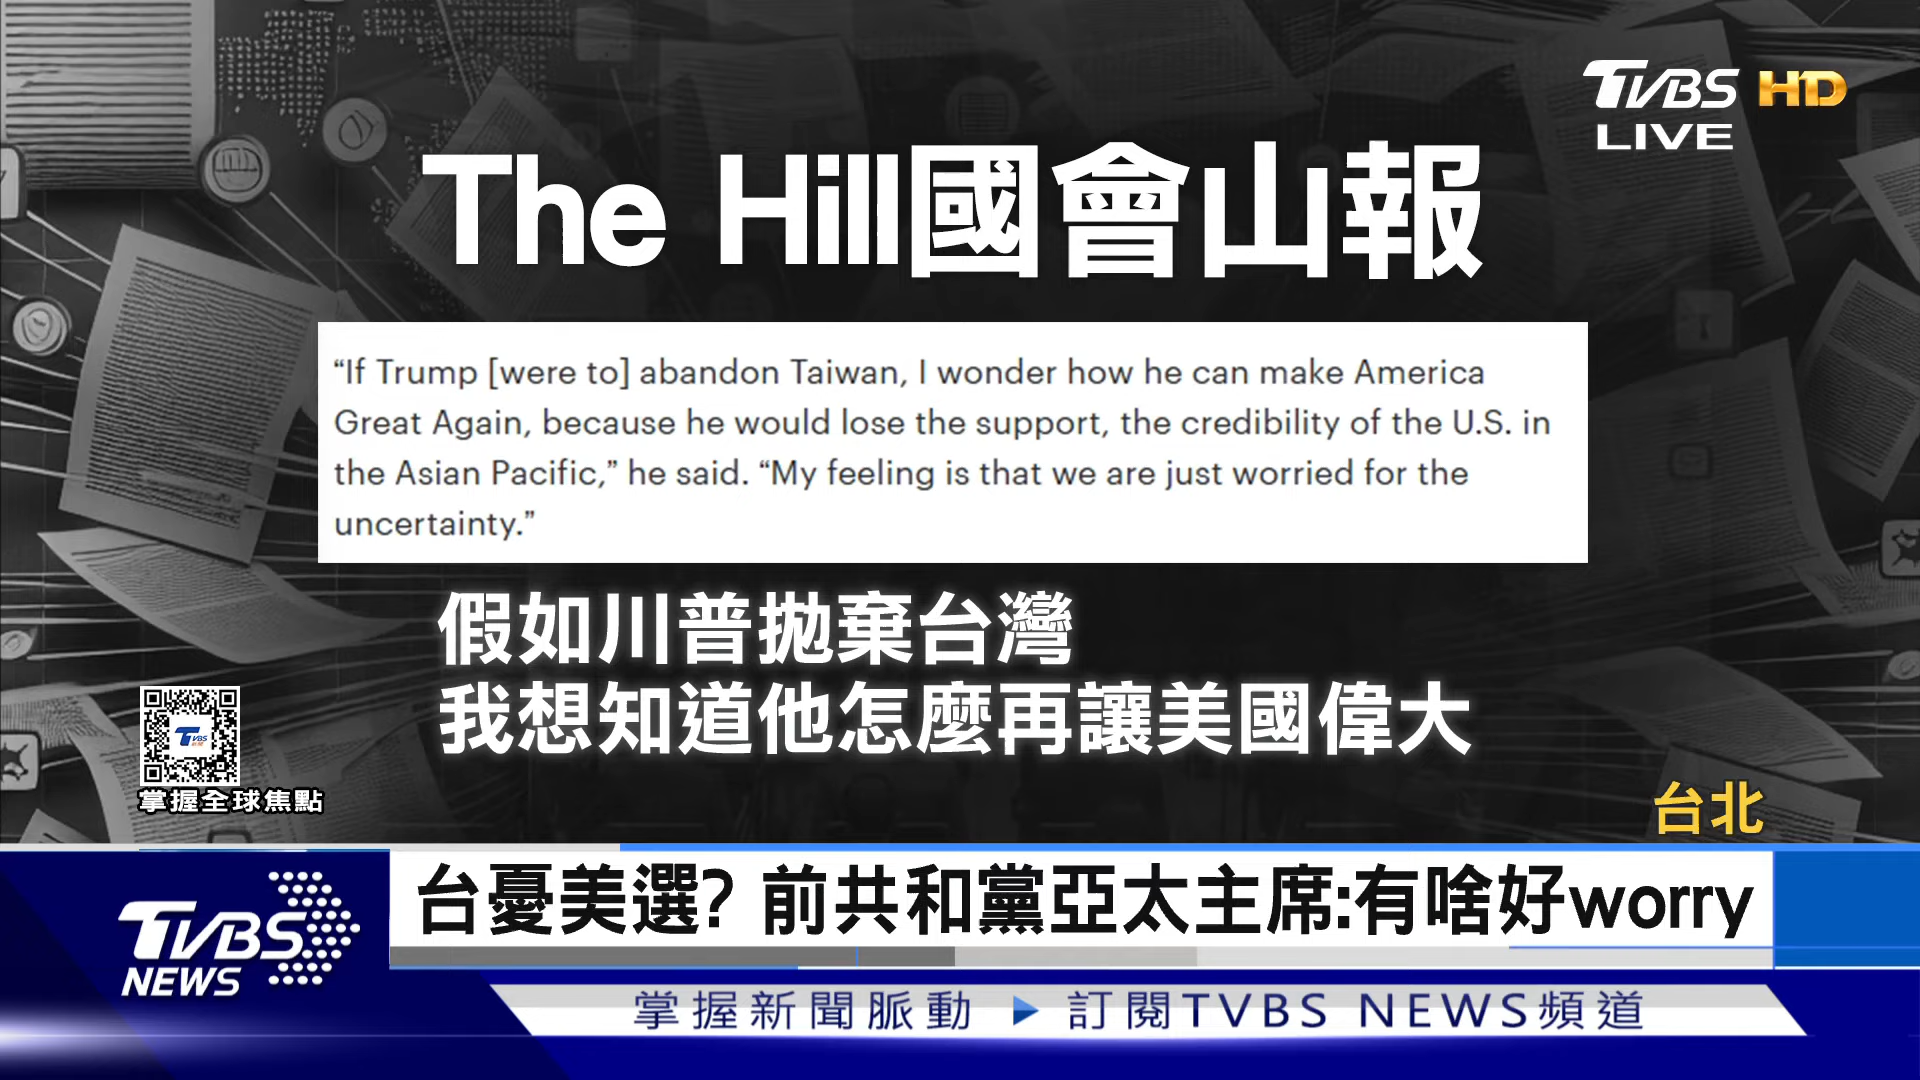 TVBS HD
LIVE
The Hill國會山報
“If Trump [were to] abandon Taiwan, I wonder how he can make America
Great Again, because he would lose the support, the credibility of the U.S. in
the Asian Pacific,” he said. “My feeling is that we are just worried for the
uncertainty.”
假如川普拋棄台灣
我想知道他怎麼再讓美國偉大
TVBS
新聞
掌握全球焦點
台北
台憂美選? 前共和黨亞太主席:有啥好worry
TVBS
NEWS
掌握新聞脈動 ▶ 訂閱TVBS NEWS頻道